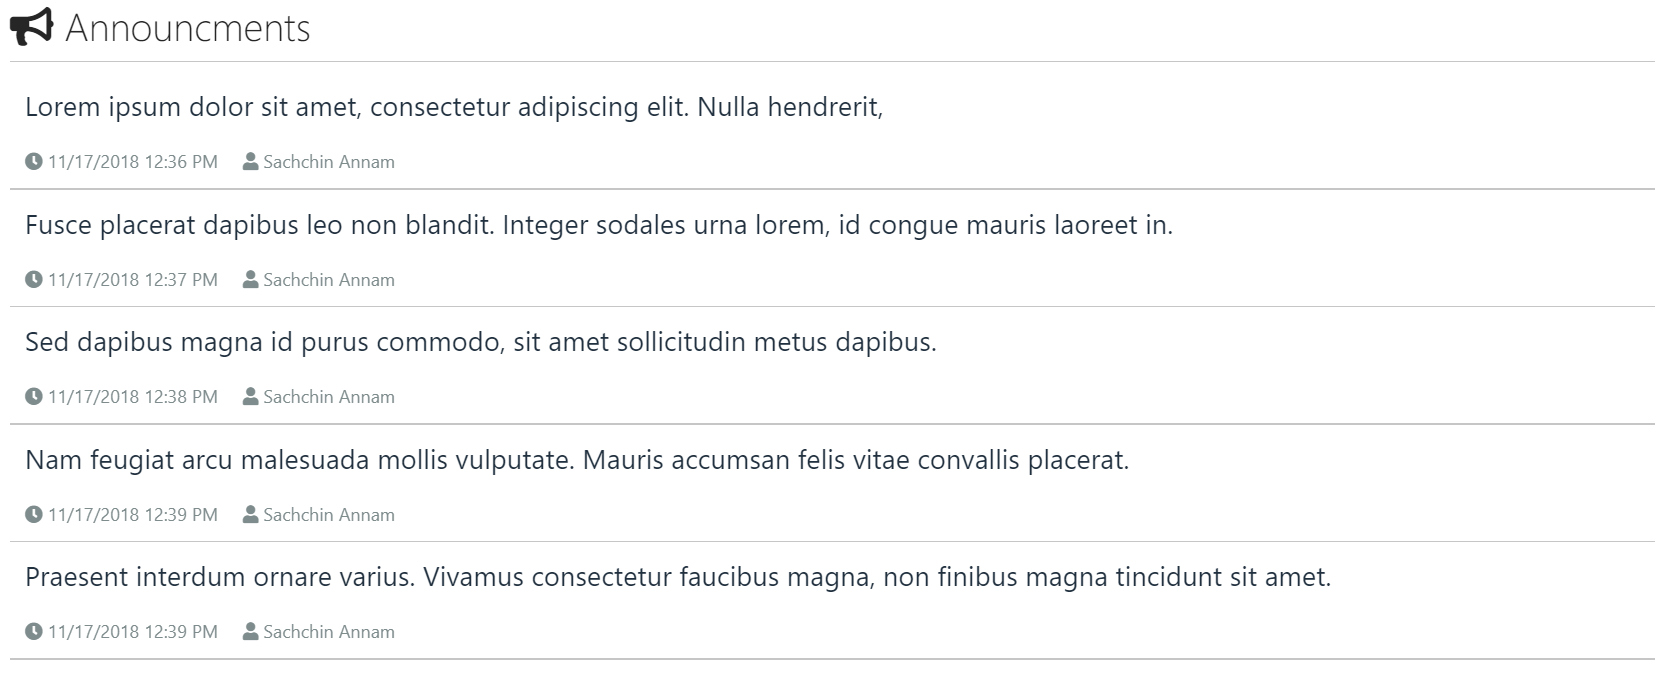 Announcments
Lorem ipsum dolor sit amet, consectetur adipiscing elit. Nulla hendrerit,
11/17/2018 12:36 PM Sachchin Annam
Fusce placerat dapibus leo non blandit. Integer sodales urna lorem, id congue mauris laoreet in.
11/17/2018 12:37 PM Sachchin Annam
Sed dapibus magna id purus commodo, sit amet sollicitudin metus dapibus.
11/17/2018 12:38 PM Sachchin Annam
Nam feugiat arcu malesuada mollis vulputate. Mauris accumsan felis vitae convallis placerat.
11/17/2018 12:39 PM Sachchin Annam
Praesent interdum ornare varius. Vivamus consectetur faucibus magna, non finibus magna tincidunt sit amet.
11/17/2018 12:39 PM Sachchin Annam